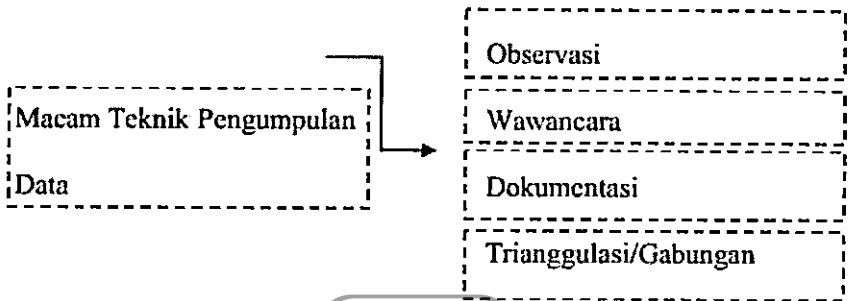 Macam Teknik Pengumpulan
Data
Observasi
Wawancara
Dokumentasi
Trianggulasi/Gabungan